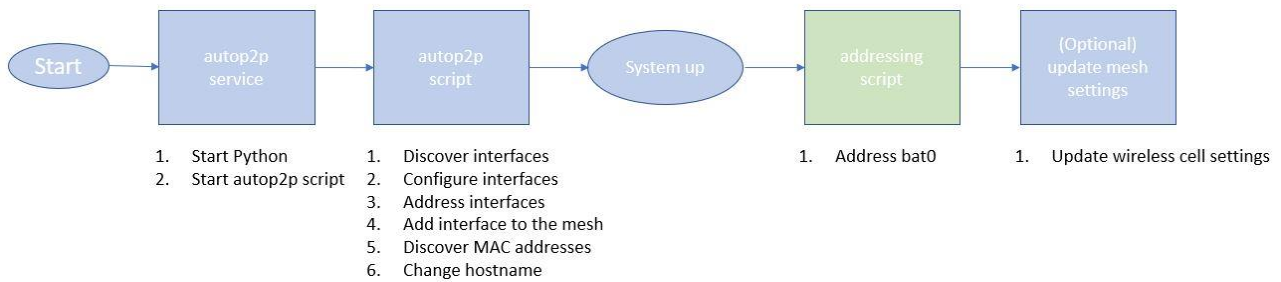 Start
autop2p
service
autop2p
script
System up
addressing
script
(Optional)
update mesh
settings
1. Start Python
2. Start autop2p script
1. Discover interfaces
2. Configure interfaces
3. Address interfaces
4. Add interface to the mesh
5. Discover MAC addresses
6. Change hostname
1. Address bat0
1. Update wireless cell settings